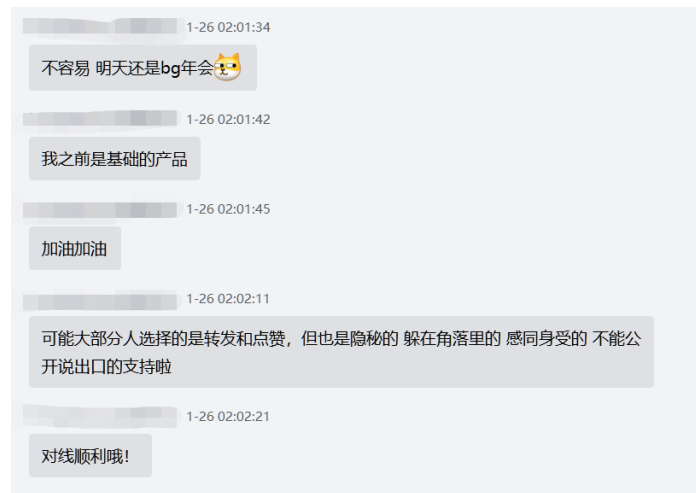 1-26 02:01:34
不容易 明天还是bg年会
1-26 02:01:42
我之前是基础的产品
1-26 02:01:45
加油加油
1-26 02:02:11
可能大部分人选择的是转发和点赞，但也是隐秘的 躲在角落里的 感同身受的 不能公
开说出口的支持啦
1-26 02:02:21
对线顺利哦！